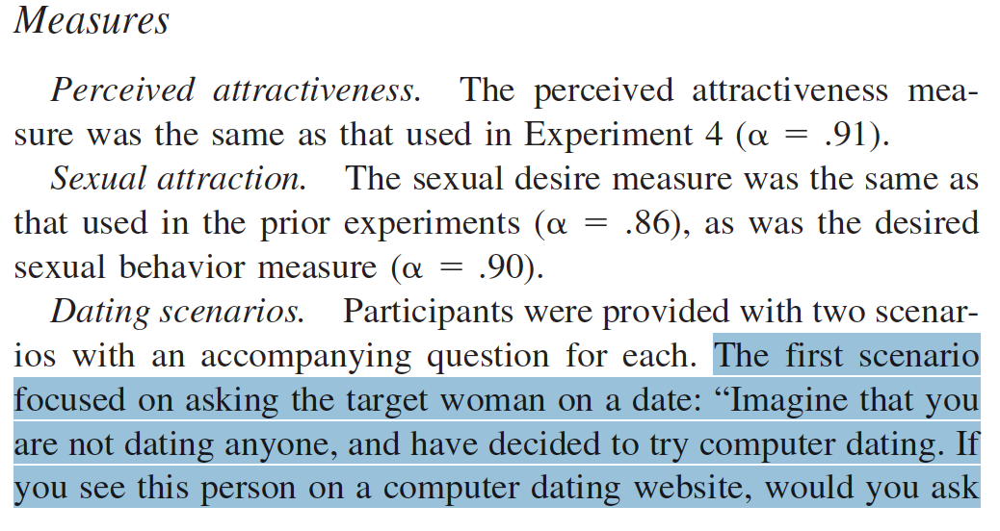 Measures
Perceived attractiveness. The perceived attractiveness mea-
sure was the same as that used in Experiment 4 (α = .91).
Sexual attraction. The sexual desire measure was the same as
that used in the prior experiments (α = .86), as was the desired
sexual behavior measure (α = .90).
Dating scenarios. Participants were provided with two scenar-
ios with an accompanying question for each. The first scenario
focused on asking the target woman on a date: “Imagine that you
are not dating anyone, and have decided to try computer dating. If
you see this person on a computer dating website, would you ask